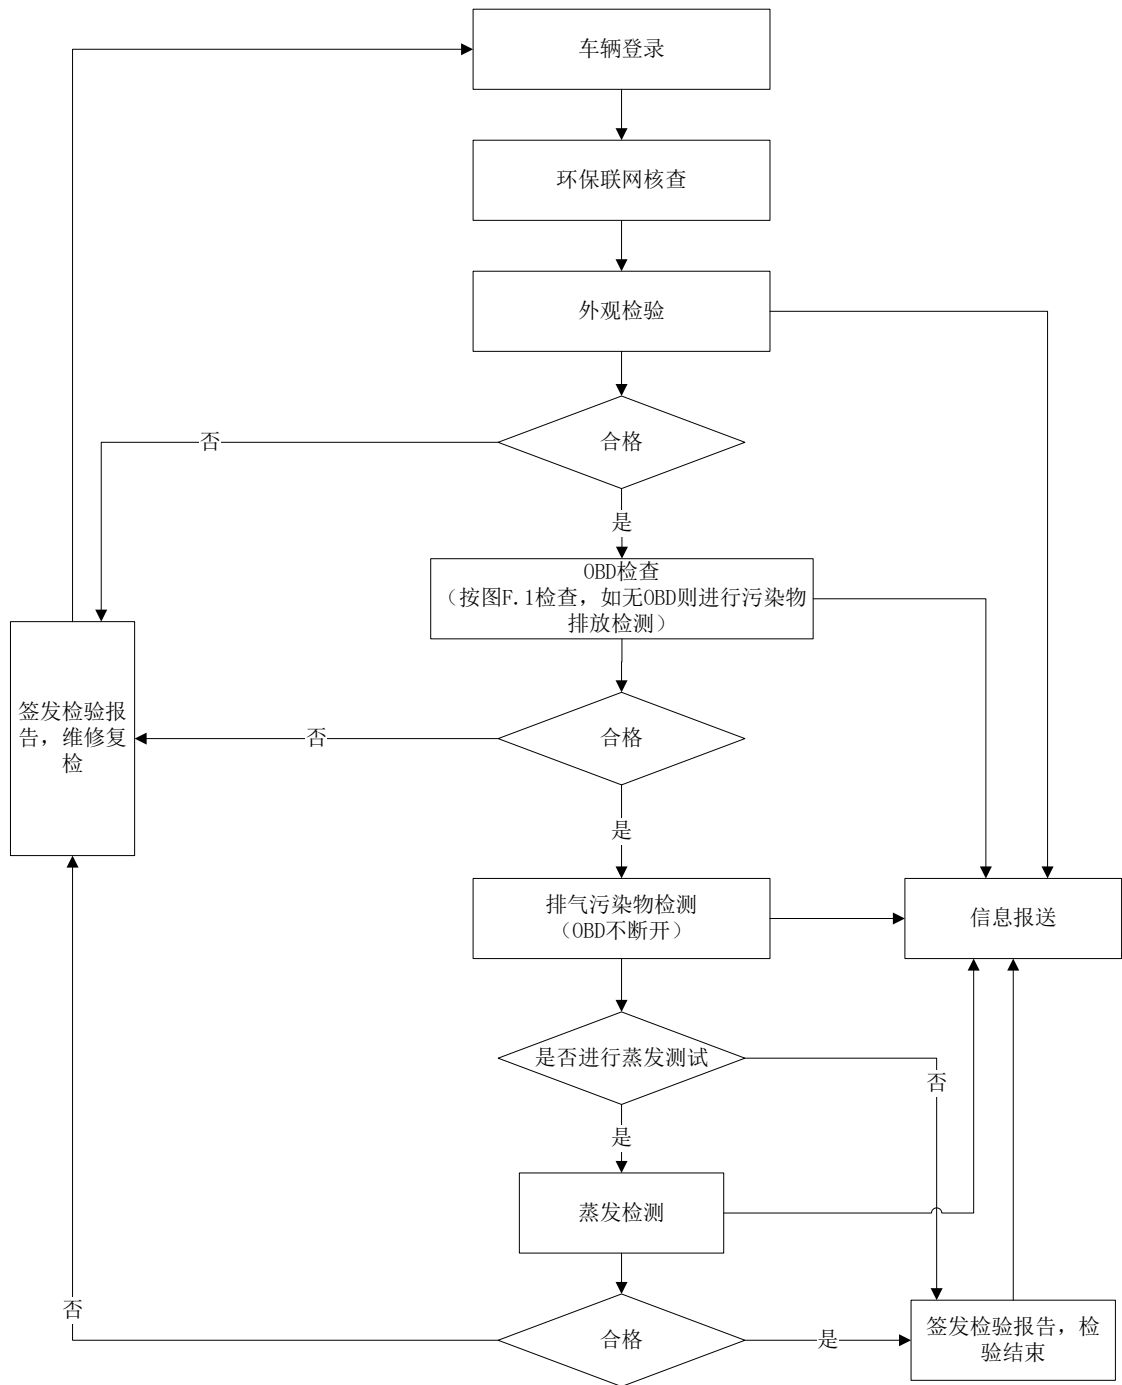 车辆登录
环保联网核查
外观检验
合格
否
是
OBD检查
（按图F.1检查，如无OBD则进行污染物
排放检测）
签发检验报
告，维修复
检
合格
否
是
排气污染物检测
（OBD不断开）
信息报送
是否进行蒸发测试
否
是
蒸发检测
否
合格
是
签发检验报告，检
验结束